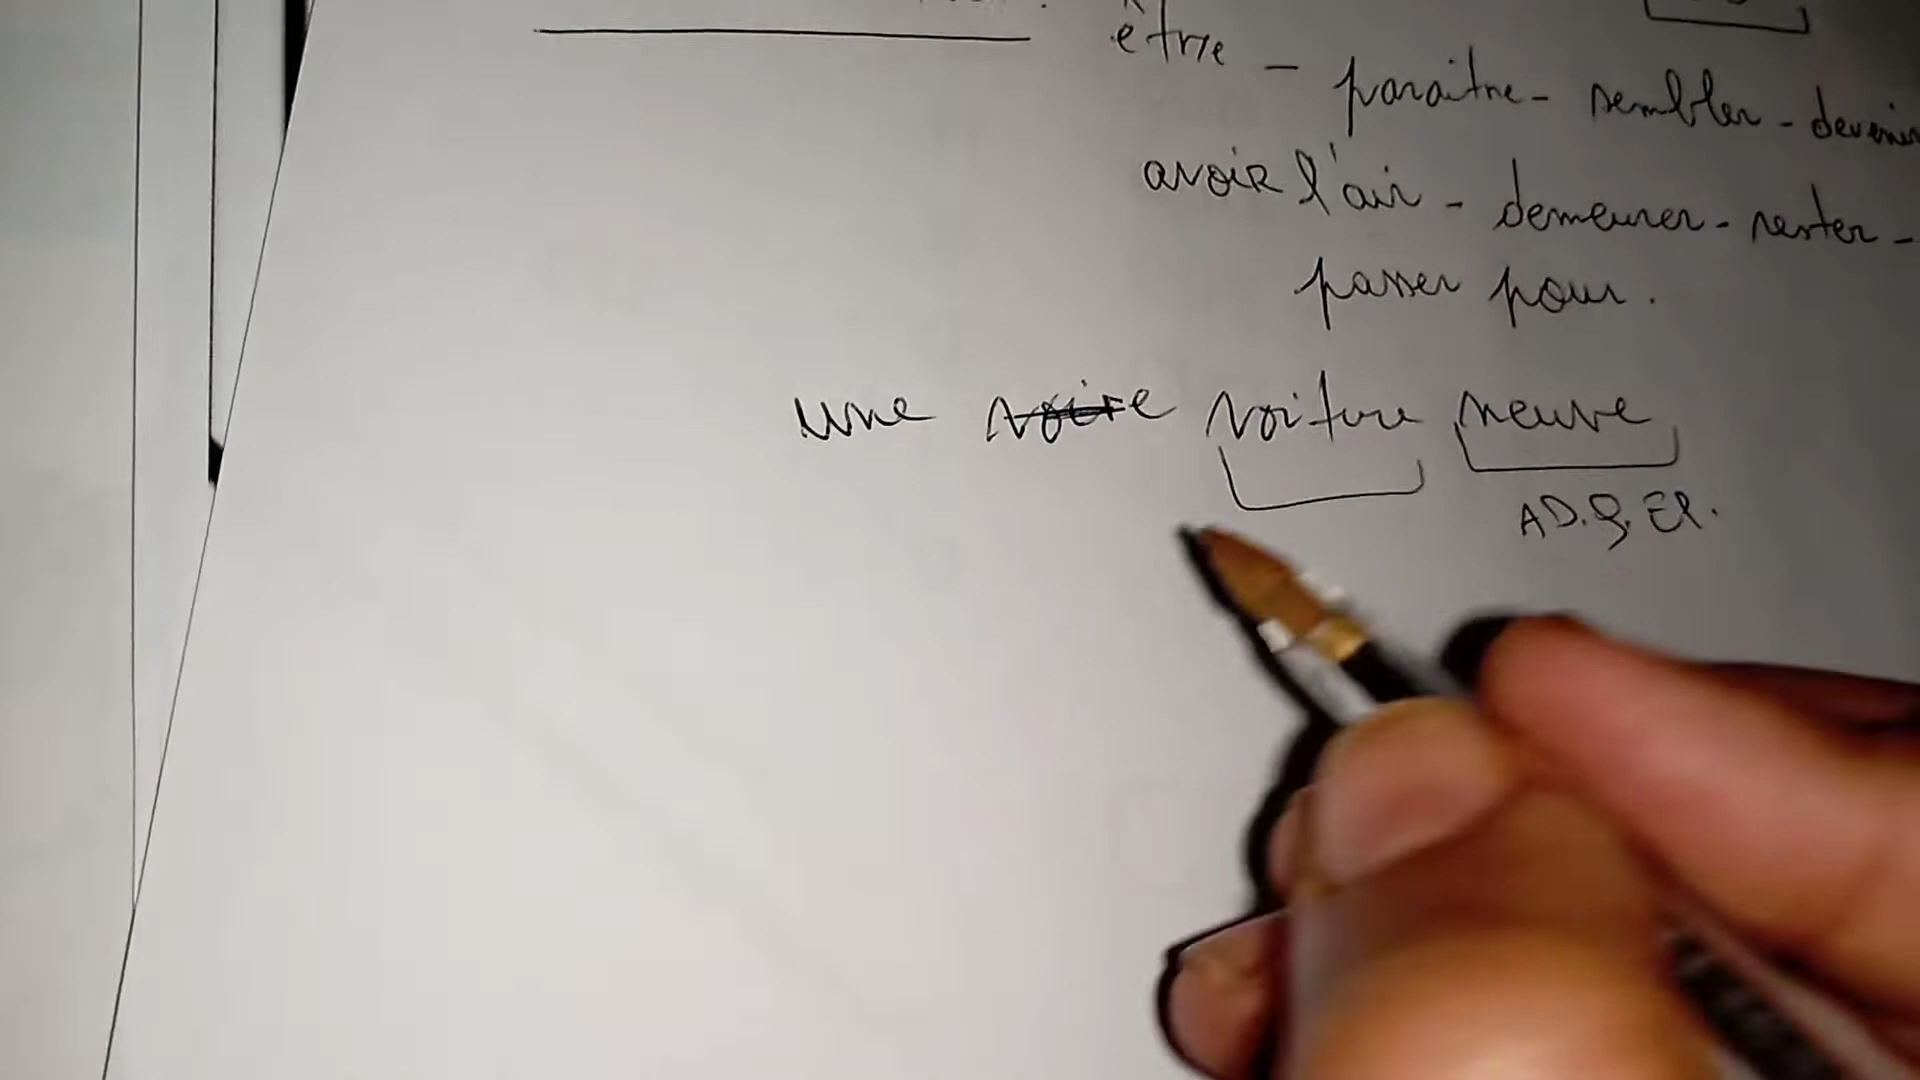 être - paraitre - sembler - devenir
avoir l'air - demeurer - rester -
passer pour.
une voire voiture neuve
AD.Q.EP.